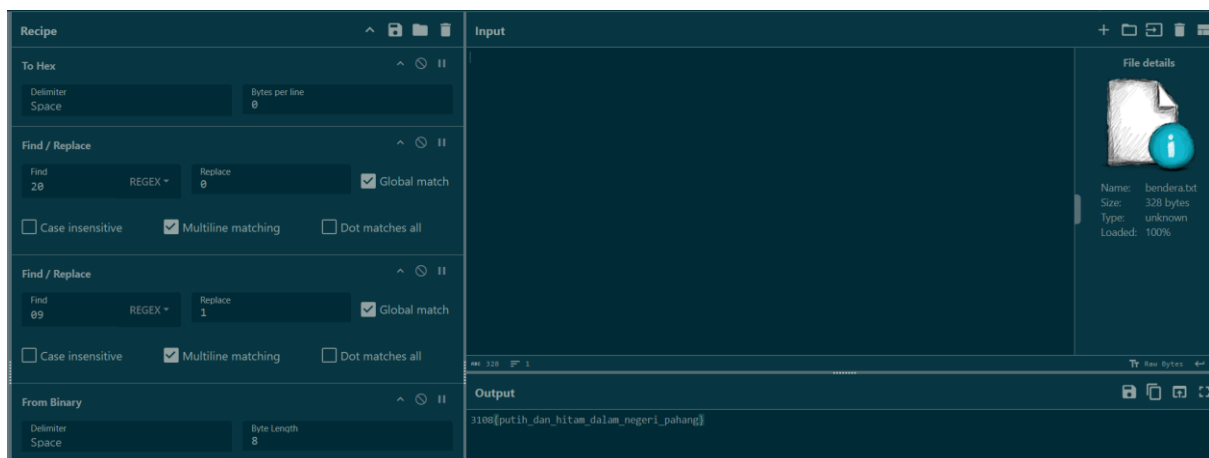 Recipe
To Hex
Delimiter
Space
Bytes per line
0
Find / Replace
Find
20
REGEX
Replace
0
Global match
Case insensitive
Multiline matching
Dot matches all
Find / Replace
Find
09
REGEX
Replace
1
Global match
Case insensitive
Multiline matching
Dot matches all
From Binary
Delimiter
Space
Byte Length
8
Input
File details
i
Name: bendera.txt
Size: 328 bytes
Type: unknown
Loaded: 100%
ABC 328 1
Tr Raw Bytes
Output
3108{putih_dan_hitam_dalam_negeri_pahang}